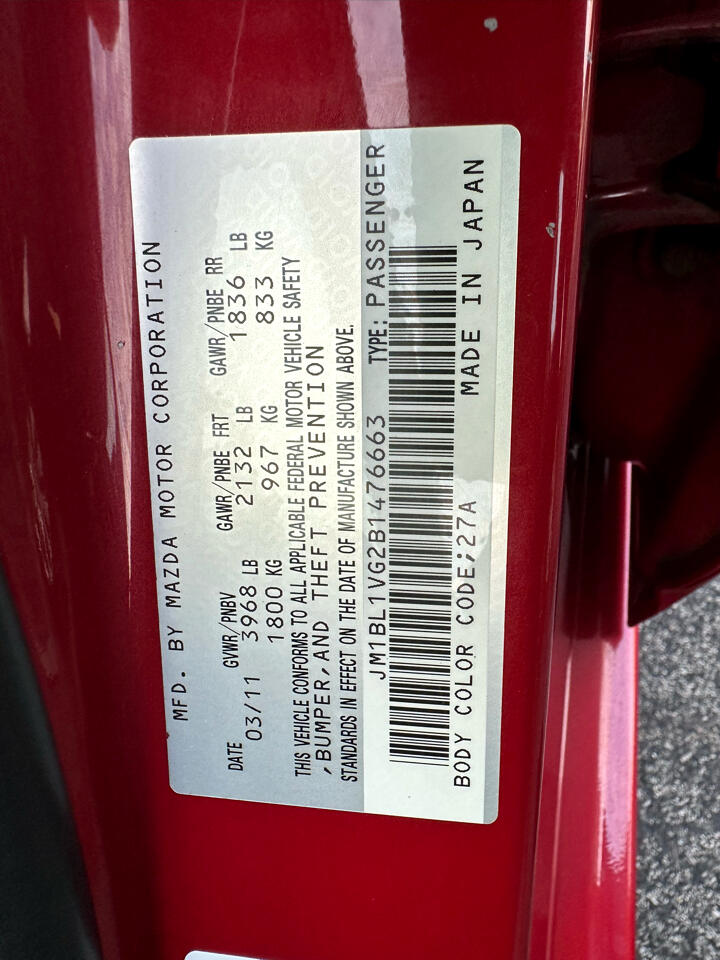 MFD. BY MAZDA MOTOR CORPORATION
DATE GVWR/PNBV GAWR/PNBE FRT GAWR/PNBE RR
03/11 3968 LB 2132 LB 1836 LB
1800 KG 967 KG 833 KG
THIS VEHICLE CONFORMS TO ALL APPLICABLE FEDERAL MOTOR VEHICLE SAFETY
,BUMPER,AND THEFT PREVENTION
STANDARDS IN EFFECT ON THE DATE OF MANUFACTURE SHOWN ABOVE.
JM1BL1VG2B1476663 TYPE: PASSENGER
BODY COLOR CODE;27A MADE IN JAPAN